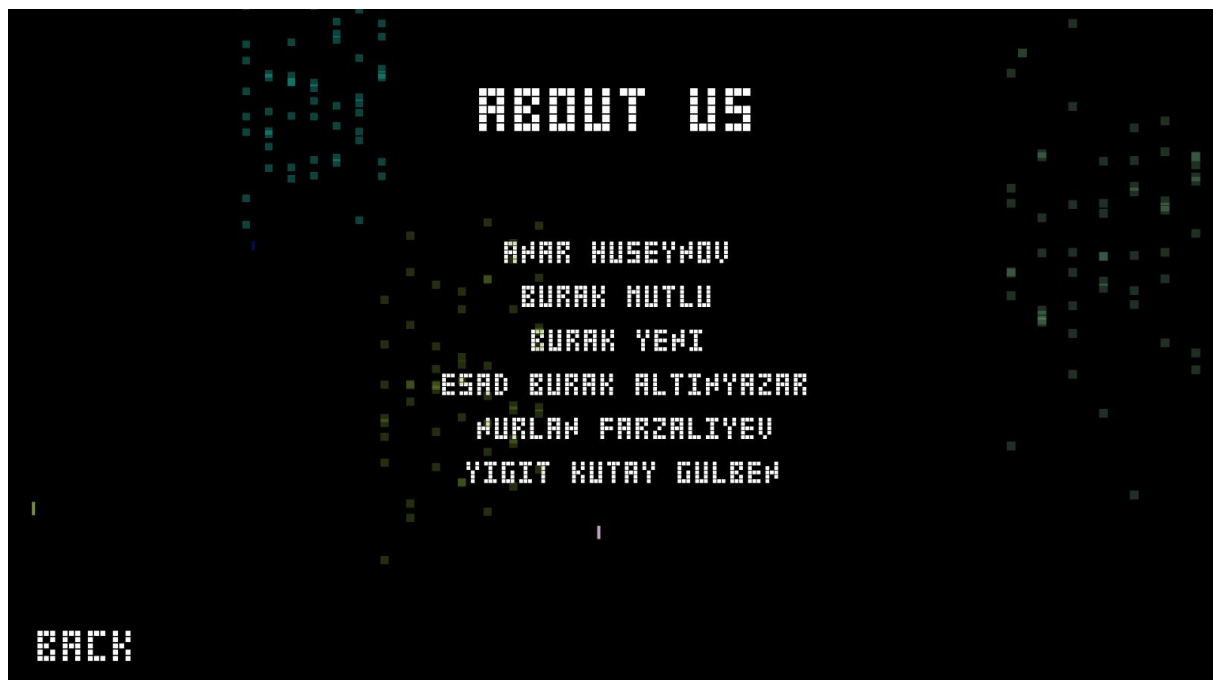 ABOUT US
ANAR HUSEYNOV
BURAK MUTLU
BURAK YENI
ESAD BURAK ALTINYAZAR
NURLAN FARZALIYEV
YIGIT KUTAY GULBEN
BACK